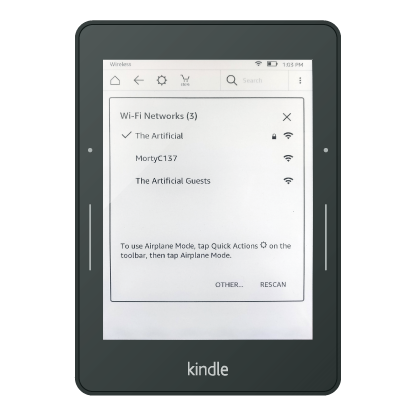 Wireless
1:03 PM
Store
Search
Wi-Fi Networks (3)
The Artificial
MortyC137
The Artificial Guests
To use Airplane Mode, tap Quick Actions on the
toolbar, then tap Airplane Mode.
OTHER... RESCAN
kindle